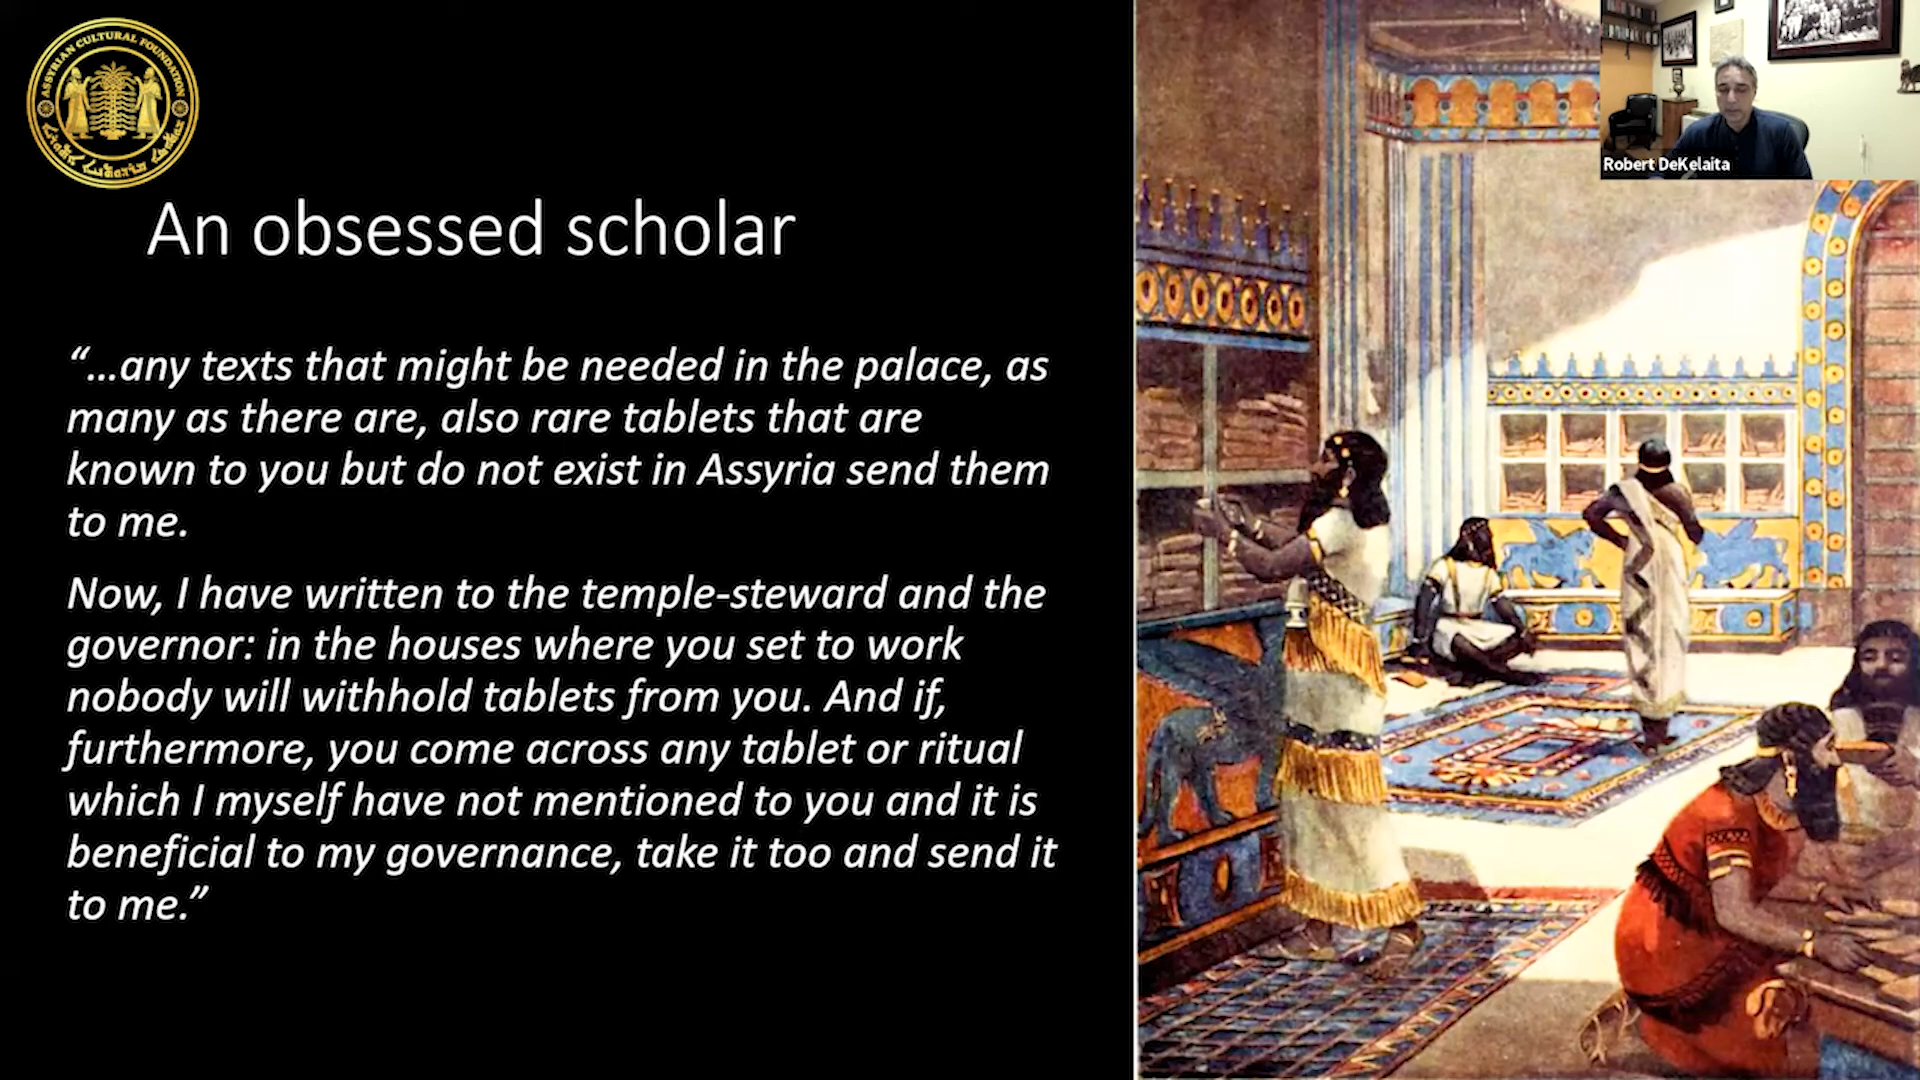 ASSYRIAN CULTURAL FOUNDATION
Robert DeKelaita
An obsessed scholar
“...any texts that might be needed in the palace, as
many as there are, also rare tablets that are
known to you but do not exist in Assyria send them
to me.
Now, I have written to the temple-steward and the
governor: in the houses where you set to work
nobody will withhold tablets from you. And if,
furthermore, you come across any tablet or ritual
which I myself have not mentioned to you and it is
beneficial to my governance, take it too and send it
to me.”